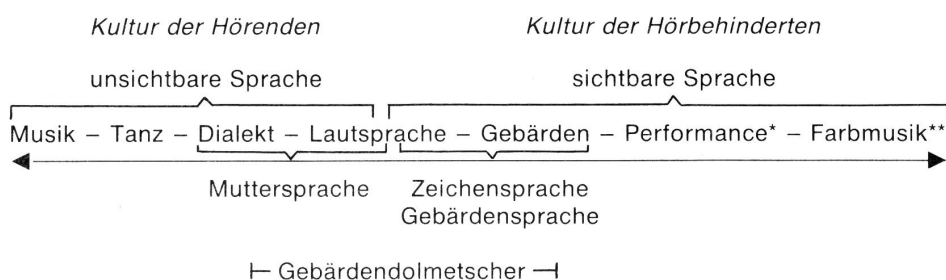 Kultur der Hörenden Kultur der Hörbehinderten
unsichtbare Sprache sichtbare Sprache
Musik – Tanz – Dialekt – Lautsprache – Gebärden – Performance* – Farbmusik**
Muttersprache Zeichensprache
Gebärdensprache
Gebärdendolmetscher